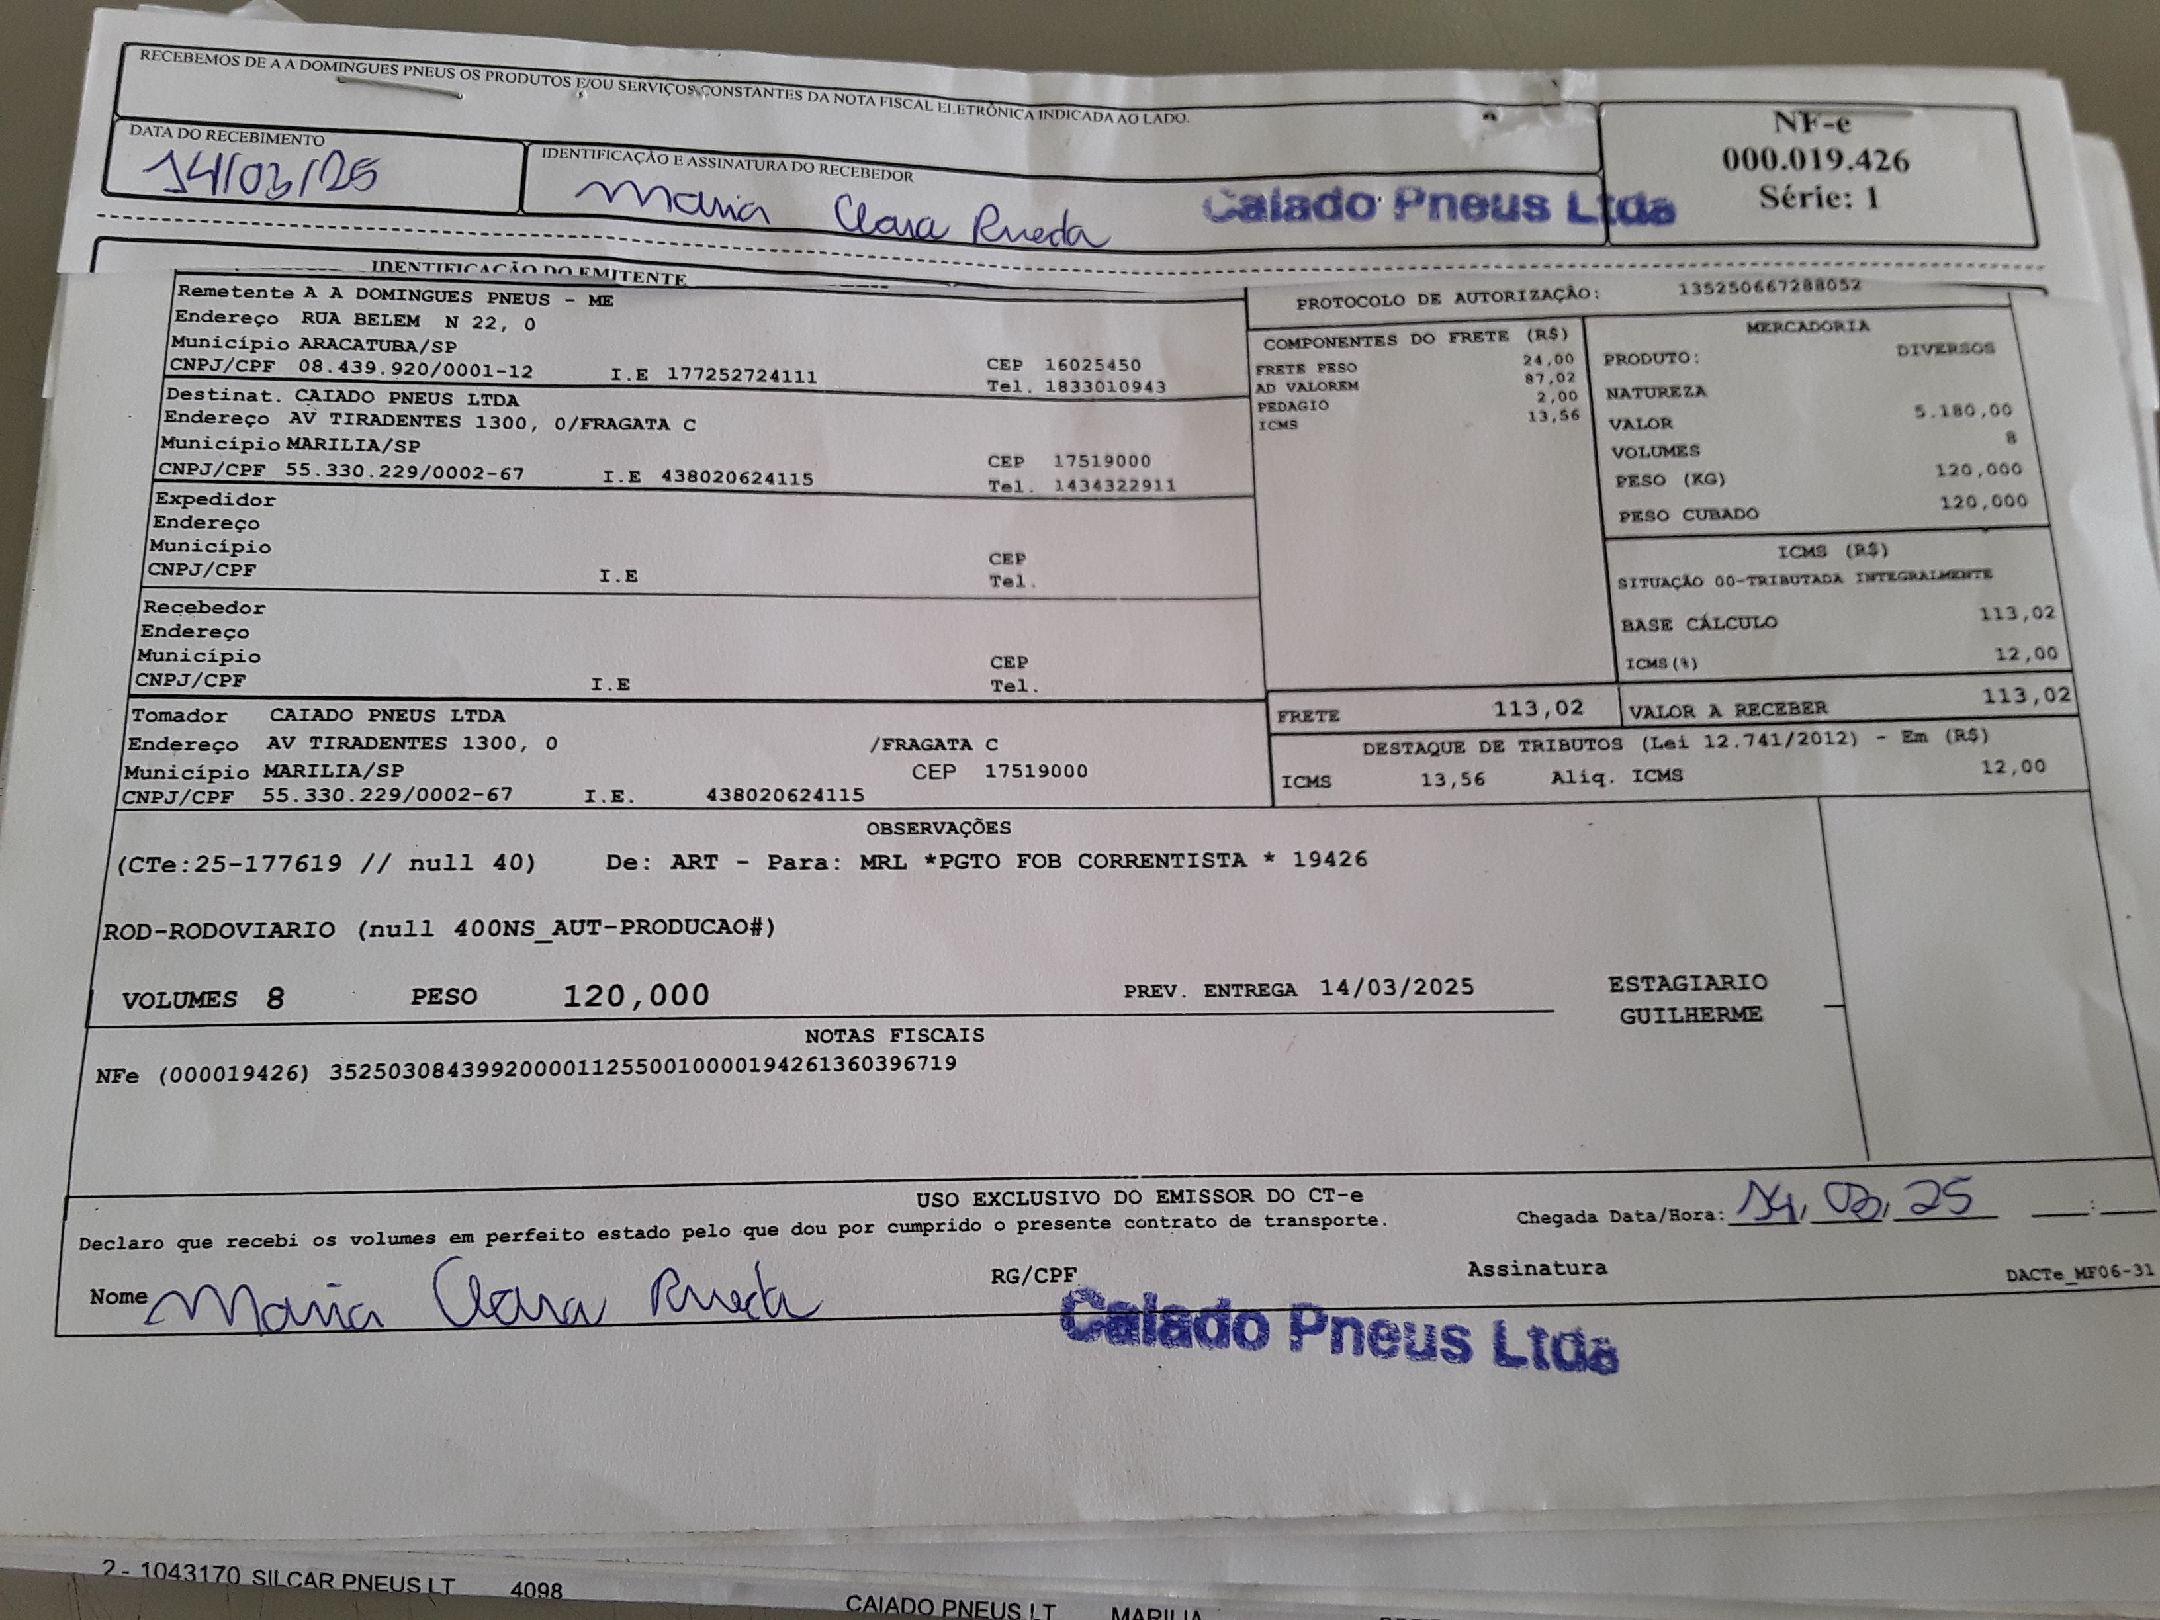 RECEBEMOS DE A A DOMINGUES PNEUS OS PRODUTOS E/OU SERVIÇOS CONSTANTES DA NOTA FISCAL ELETRÔNICA INDICADA AO LADO.
NF-e
000.019.426
Série: 1
DATA DO RECEBIMENTO
14/03/25
IDENTIFICAÇÃO E ASSINATURA DO RECEBEDOR
Maria Clara Rueda
Caiado Pneus Ltda
IDENTIFICAÇÃO DO EMITENTE
Remetente A A DOMINGUES PNEUS - ME
Endereço RUA BELEM N 22, 0
Município ARACATUBA/SP
CEP 16025450
CNPJ/CPF 08.439.920/0001-12 I.E 177252724111 Tel. 1833010943
Destinat. CAIADO PNEUS LTDA
Endereço AV TIRADENTES 1300, 0/FRAGATA C
Município MARILIA/SP CEP 17519000
CNPJ/CPF 55.330.229/0002-67 I.E 438020624115 Tel. 1434322911
Expedidor
Endereço
Município CEP
CNPJ/CPF I.E Tel.
Recebedor
Endereço
Município CEP
CNPJ/CPF I.E Tel.
Tomador CAIADO PNEUS LTDA
Endereço AV TIRADENTES 1300, 0 /FRAGATA C
Município MARILIA/SP CEP 17519000
CNPJ/CPF 55.330.229/0002-67 I.E. 438020624115
PROTOCOLO DE AUTORIZAÇÃO: 135250667288052
COMPONENTES DO FRETE (R$)
FRETE PESO 24,00
AD VALOREM 87,02
PEDAGIO 2,00
ICMS 13,56
MERCADORIA
PRODUTO: DIVERSOS
NATUREZA
VALOR 5.180,00
VOLUMES 8
PESO (KG) 120,000
PESO CUBADO 120,000
ICMS (R$)
SITUAÇÃO 00-TRIBUTADA INTEGRALMENTE
BASE CÁLCULO 113,02
ICMS(%) 12,00
FRETE 113,02 VALOR A RECEBER 113,02
DESTAQUE DE TRIBUTOS (Lei 12.741/2012) - Em (R$)
ICMS 13,56 Aliq. ICMS 12,00
OBSERVAÇÕES
(CTe:25-177619 // null 40) De: ART - Para: MRL *PGTO FOB CORRENTISTA * 19426
ROD-RODOVIARIO (null 400NS_AUT-PRODUCAO#)
VOLUMES 8 PESO 120,000 PREV. ENTREGA 14/03/2025
ESTAGIARIO
GUILHERME
NOTAS FISCAIS
NFe (000019426) 35250308439920000112550010000194261360396719
USO EXCLUSIVO DO EMISSOR DO CT-e
Declaro que recebi os volumes em perfeito estado pelo que dou por cumprido o presente contrato de transporte.
Chegada Data/Hora: 14, 03, 25 :
Nome Maria Clara Rueda RG/CPF Assinatura DACTe_MF06-31
Caiado Pneus Ltda
2 - 1043170 SILCAR PNEUS LT 4098 CAIADO PNEUS LT MARILIA